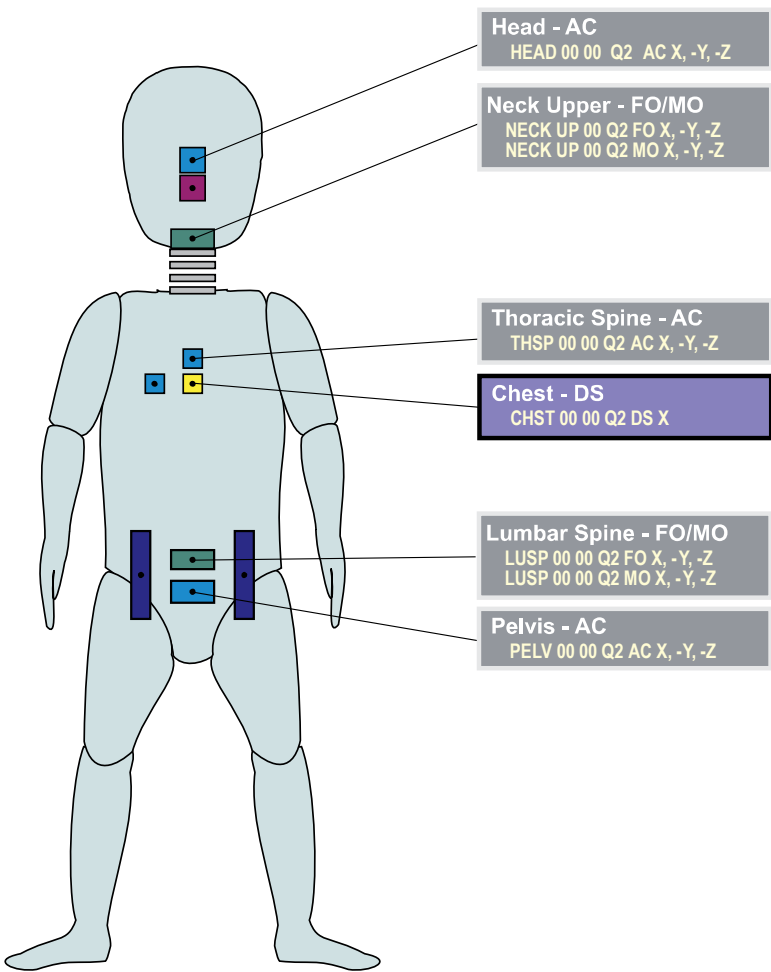 Head - AC
HEAD 00 00 Q2 AC X, -Y, -Z
Neck Upper - FO/MO
NECK UP 00 Q2 FO X, -Y, -Z
NECK UP 00 Q2 MO X, -Y, -Z
Thoracic Spine - AC
THSP 00 00 Q2 AC X, -Y, -Z
Chest - DS
CHST 00 00 Q2 DS X
Lumbar Spine - FO/MO
LUSP 00 00 Q2 FO X, -Y, -Z
LUSP 00 00 Q2 MO X, -Y, -Z
Pelvis - AC
PELV 00 00 Q2 AC X, -Y, -Z